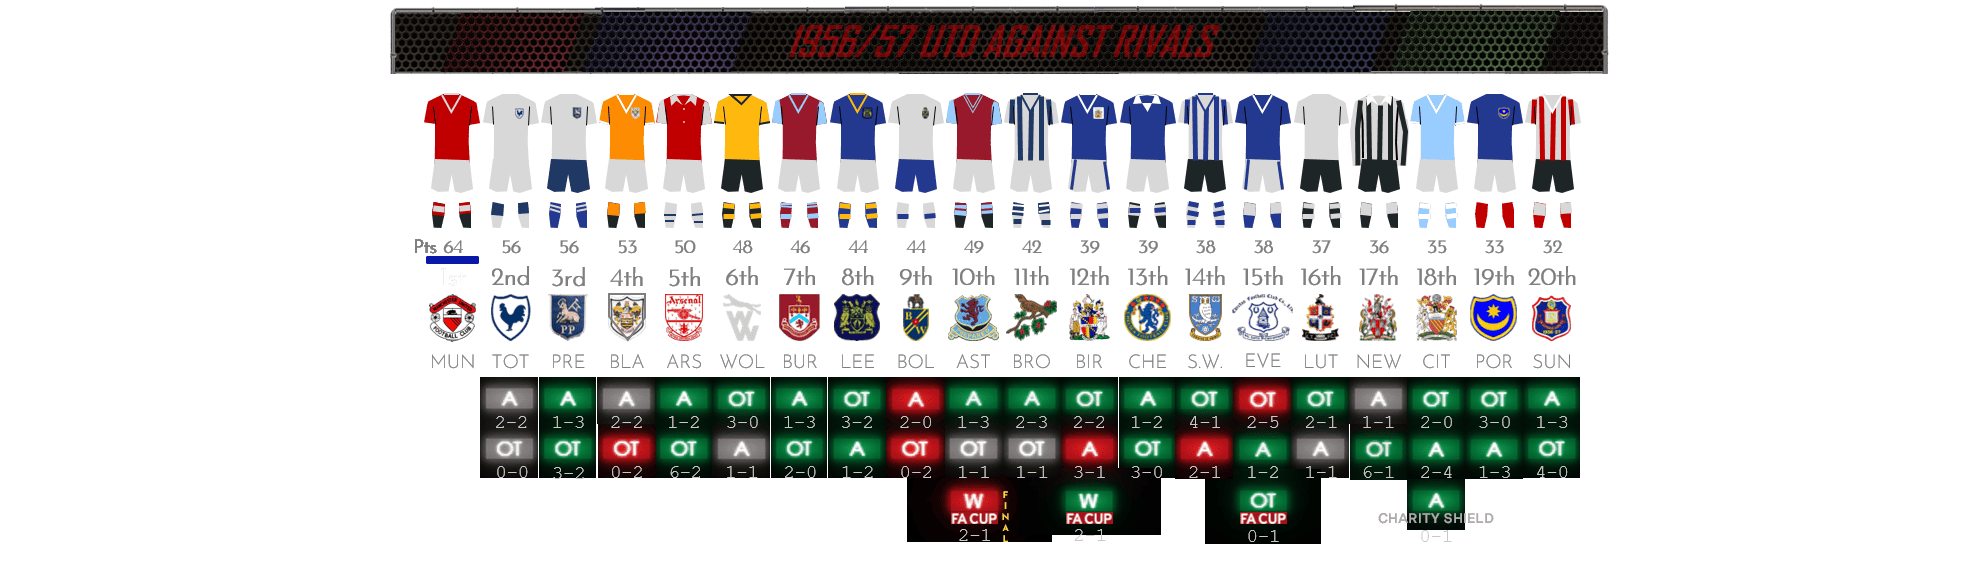 1956/57 UTD AGAINST RIVALS
Pts 64 56 56 53 50 48 46 44 44 49 42 39 39 38 38 37 36 35 33 32
2nd 3rd 4th 5th 6th 7th 8th 9th 10th 11th 12th 13th 14th 15th 16th 17th 18th 19th 20th
Arsenal
PP
MUN TOT PRE BLA ARS WOL BUR LEE BOL AST BRO BIR CHE S.W. EVE LUT NEW CIT POR SUN
A A A A OT A OT A A A OT A OT OT OT A OT OT A
2-2 1-3 2-2 1-2 3-0 1-3 3-2 2-0 1-3 2-3 2-2 1-2 4-1 2-5 2-1 1-1 2-0 3-0 1-3
OT OT OT OT A OT A OT OT OT A OT A A A OT A A OT
0-0 3-2 0-2 6-2 1-1 2-0 1-2 0-2 1-1 1-1 3-1 3-0 2-1 1-2 1-1 6-1 2-4 1-3 4-0
W FINAL W OT A
FA CUP FA CUP FA CUP CHARITY SHIELD
2-1 2-1 0-1 0-1